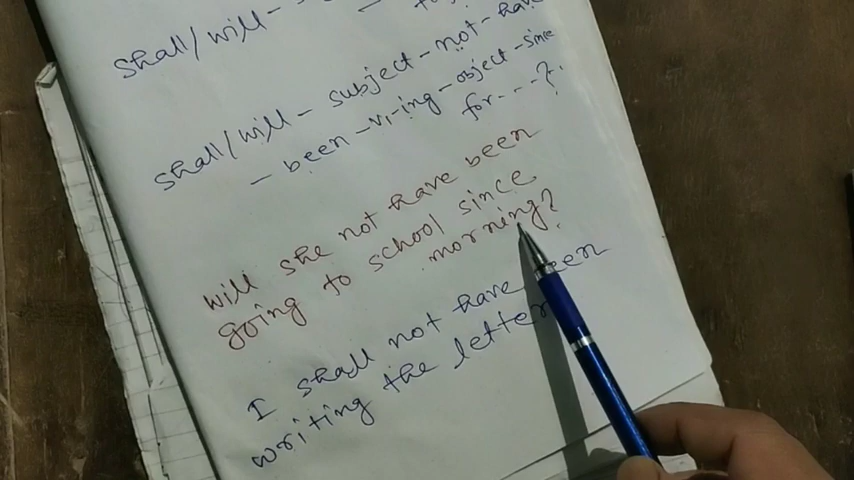 shall/will-
shall/will- subject-not-have
- been-v1-ing-object-since
for---?
will she not have been
going to school since
morning?
I shall not have been
writing the letter